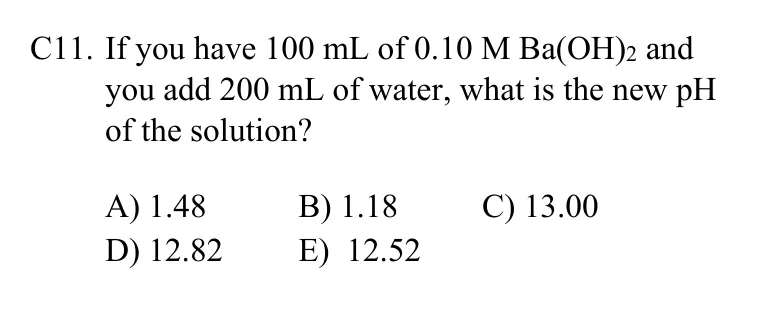 C11. If you have 100 mL of 0.10 M Ba(OH)2 and
you add 200 mL of water, what is the new pH
of the solution?
A) 1.48 B) 1.18 C) 13.00
D) 12.82 E) 12.52